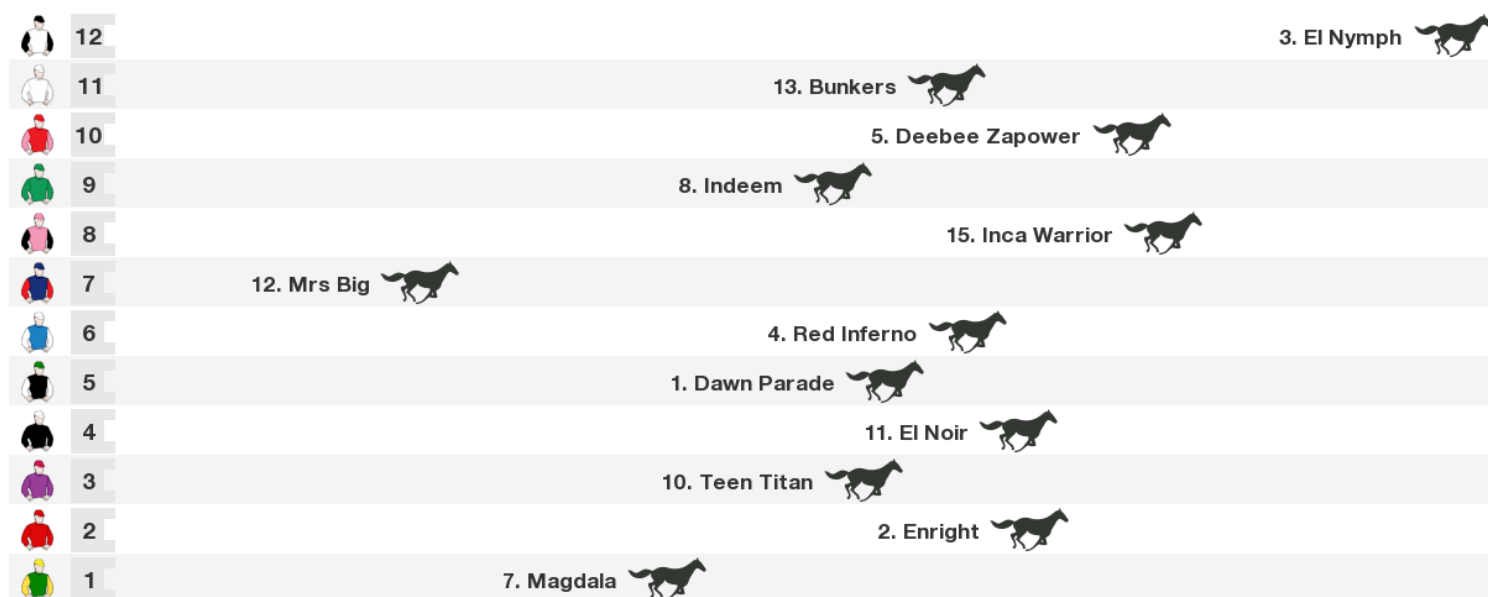 12 3. El Nymph
11 13. Bunkers
10 5. Deebee Zapower
9 8. Indeem
8 15. Inca Warrior
7 12. Mrs Big
6 4. Red Inferno
5 1. Dawn Parade
4 11. El Noir
3 10. Teen Titan
2 2. Enright
1 7. Magdala